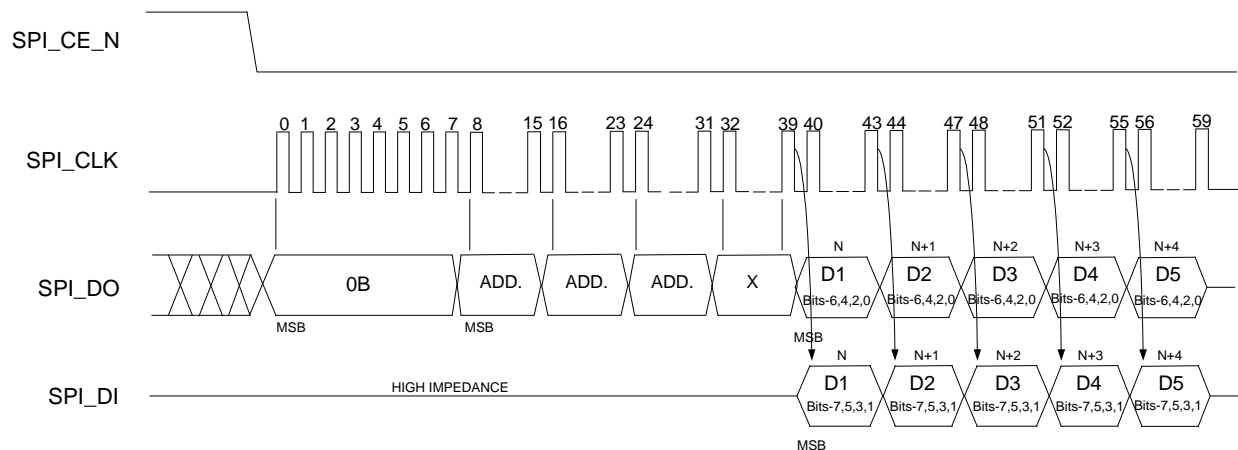 SPI_CE_N
0 1 2 3 4 5 6 7 8 15 16 23 24 31 32 39 40 43 44 47 48 51 52 55 56 59
SPI_CLK
N N+1 N+2 N+3 N+4
SPI_DO
0B ADD. ADD. ADD. X D1 D2 D3 D4 D5
Bits-6,4,2,0 Bits-6,4,2,0 Bits-6,4,2,0 Bits-6,4,2,0 Bits-6,4,2,0
MSB MSB MSB
N N+1 N+2 N+3 N+4
SPI_DI
HIGH IMPEDANCE
D1 D2 D3 D4 D5
Bits-7,5,3,1 Bits-7,5,3,1 Bits-7,5,3,1 Bits-7,5,3,1 Bits-7,5,3,1
MSB